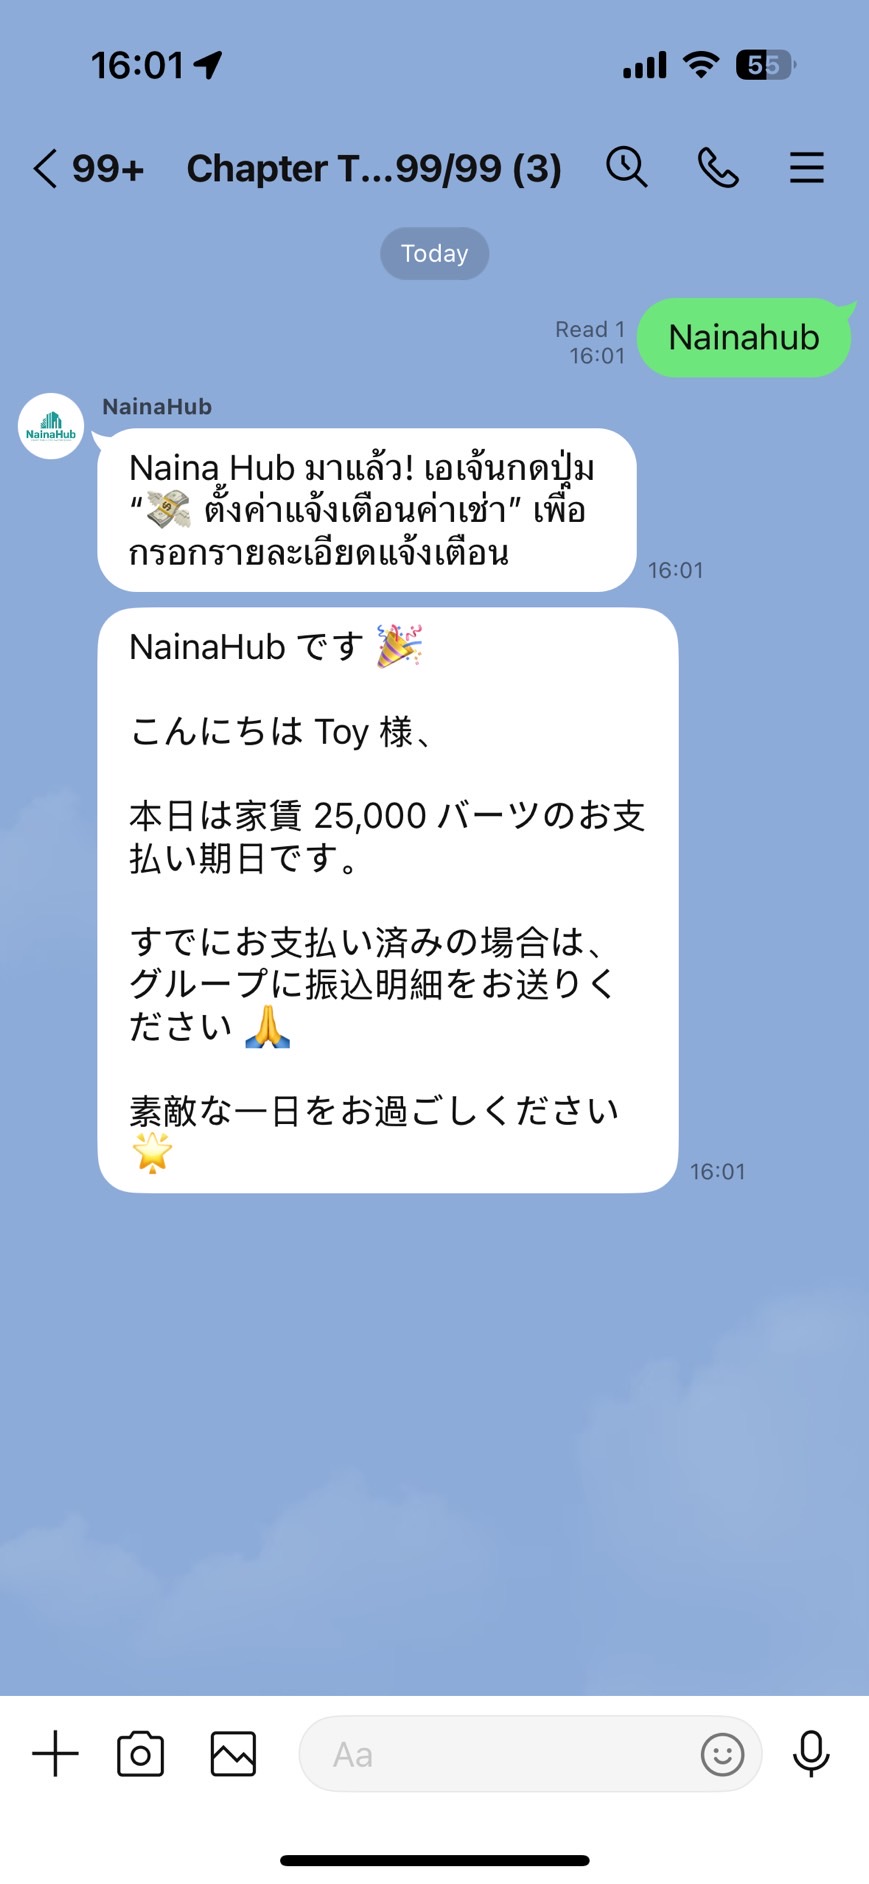 16:01
55
99+ Chapter T...99/99 (3)
Today
Read 1
16:01
Nainahub
NainaHub
NainaHub
Naina Hub มาแล้ว! เอเจ้นกดปุ่ม
“💸 ตั้งค่าแจ้งเตือนค่าเช่า” เพื่อ
กรอกรายละเอียดแจ้งเตือน
16:01
NainaHub です 🎉
こんにちは Toy 様、
本日は家賃 25,000 バーツのお支
払い期日です。
すでにお支払い済みの場合は、
グループに振込明細をお送りく
ださい 🙏
素敵な一日をお過ごしください
🌟
16:01
Aa